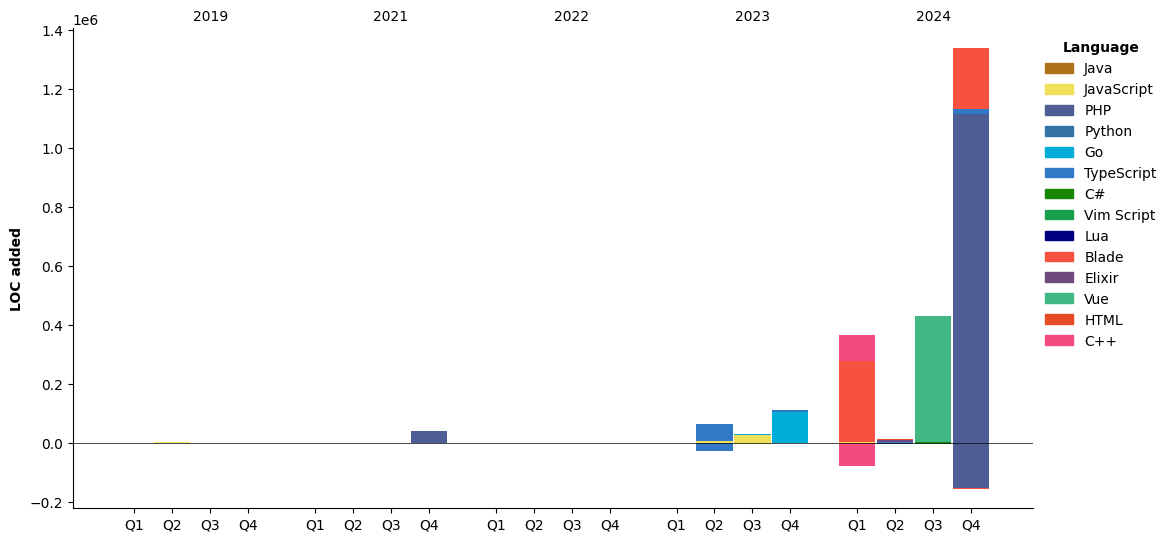 1e6
2019 2021 2022 2023 2024
1.4
1.2
1.0
0.8
0.6
0.4
0.2
0.0
−0.2
LOC added
Q1 Q2 Q3 Q4 Q1 Q2 Q3 Q4 Q1 Q2 Q3 Q4 Q1 Q2 Q3 Q4 Q1 Q2 Q3 Q4
Language
Java
JavaScript
PHP
Python
Go
TypeScript
C#
Vim Script
Lua
Blade
Elixir
Vue
HTML
C++